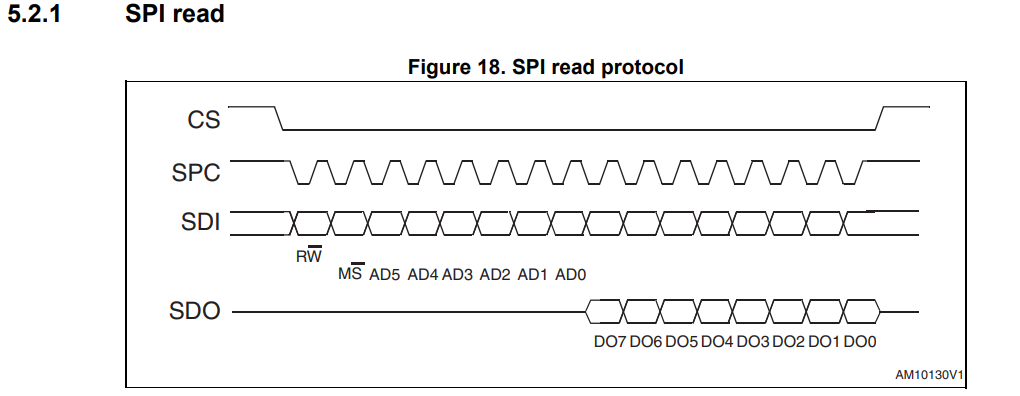 5.2.1 SPI read
Figure 18. SPI read protocol
CS
SPC
SDI
RW̅
MS̅ AD5 AD4 AD3 AD2 AD1 AD0
SDO
DO7 DO6 DO5 DO4 DO3 DO2 DO1 DO0
AM10130V1